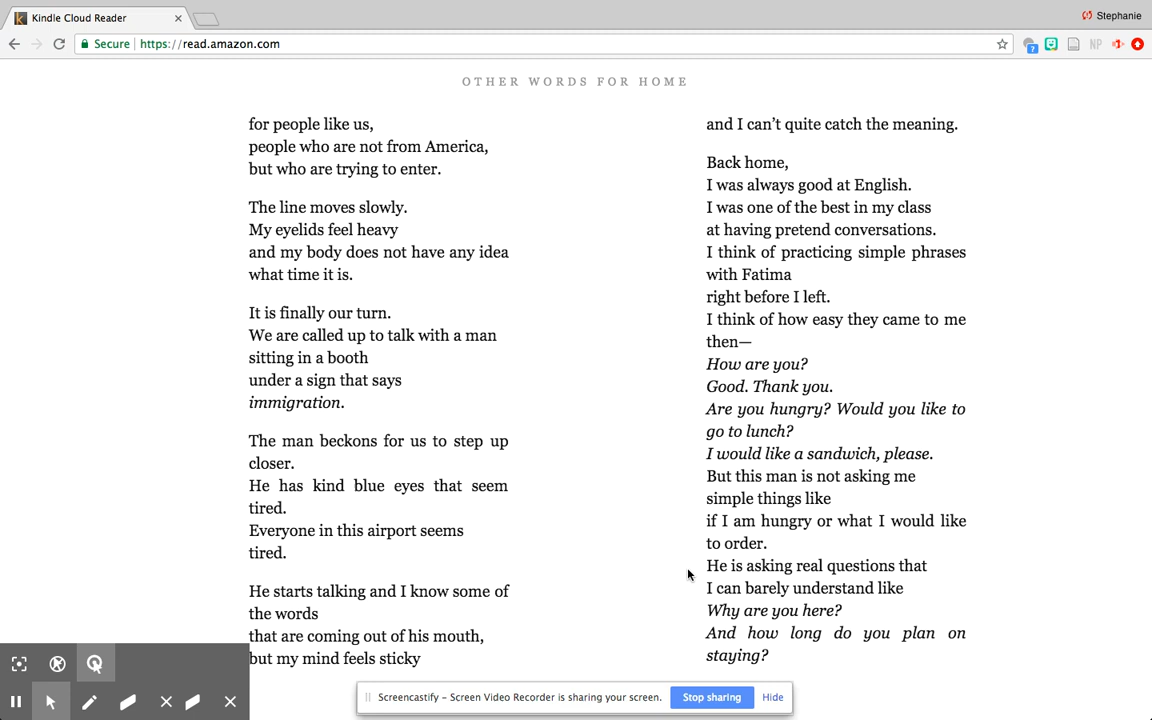 Kindle Cloud Reader
Stephanie
Secure
https://read.amazon.com
7
NP
OTHER WORDS FOR HOME
for people like us,
people who are not from America,
but who are trying to enter.
The line moves slowly.
My eyelids feel heavy
and my body does not have any idea
what time it is.
It is finally our turn.
We are called up to talk with a man
sitting in a booth
under a sign that says
immigration.
The man beckons for us to step up
closer.
He has kind blue eyes that seem
tired.
Everyone in this airport seems
tired.
He starts talking and I know some of
the words
that are coming out of his mouth,
but my mind feels sticky
and I can’t quite catch the meaning.
Back home,
I was always good at English.
I was one of the best in my class
at having pretend conversations.
I think of practicing simple phrases
with Fatima
right before I left.
I think of how easy they came to me
then—
How are you?
Good. Thank you.
Are you hungry? Would you like to
go to lunch?
I would like a sandwich, please.
But this man is not asking me
simple things like
if I am hungry or what I would like
to order.
He is asking real questions that
I can barely understand like
Why are you here?
And how long do you plan on
staying?
Screencastify – Screen Video Recorder is sharing your screen.
Stop sharing
Hide